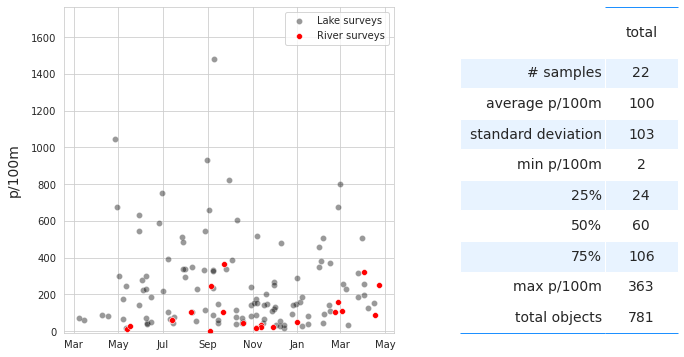 Lake surveys
River surveys
p/100m
1600
1400
1200
1000
800
600
400
200
0
Mar May Jul Sep Nov Jan Mar May
total
# samples 22
average p/100m 100
standard deviation 103
min p/100m 2
25% 24
50% 60
75% 106
max p/100m 363
total objects 781